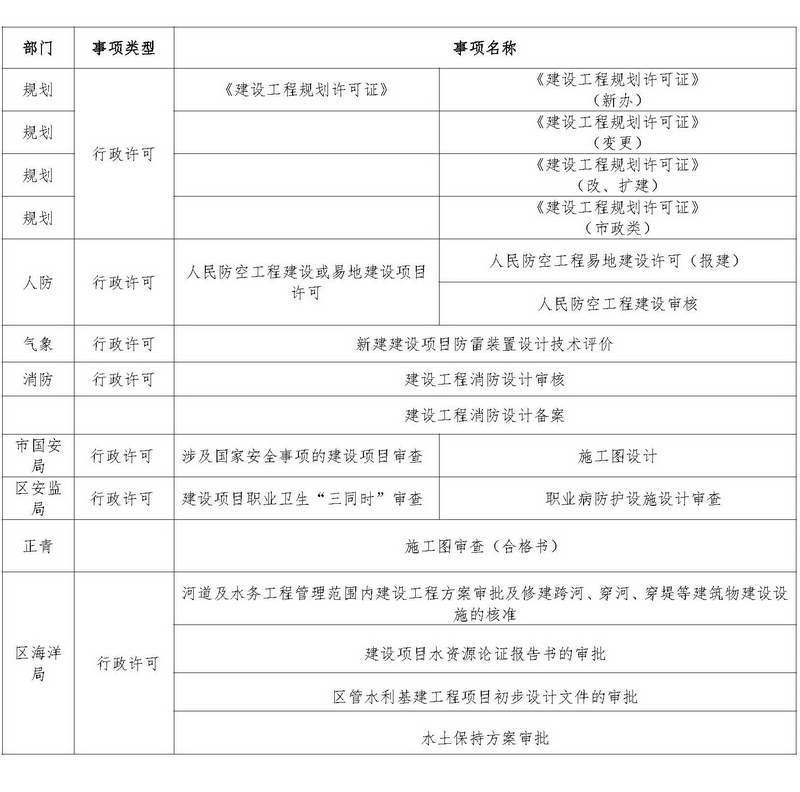 部门 事项类型 事项名称
规划 行政许可 《建设工程规划许可证》 《建设工程规划许可证》
（新办）
规划 《建设工程规划许可证》
（变更）
规划 《建设工程规划许可证》
（改、扩建）
规划 《建设工程规划许可证》
（市政类）
人防 行政许可 人民防空工程建设或易地建设项目
许可
人民防空工程易地建设许可（报建）
人民防空工程建设审核
气象 行政许可 新建建设项目防雷装置设计技术评价
消防 行政许可 建设工程消防设计审核
建设工程消防设计备案
市国安
局
行政许可 涉及国家安全事项的建设项目审查 施工图设计
区安监
局
行政许可 建设项目职业卫生“三同时”审查 职业病防护设施设计审查
正青 施工图审查（合格书）
区海洋
局
行政许可
河道及水务工程管理范围内建设工程方案审批及修建跨河、穿河、穿堤等建筑物建设设
施的核准
建设项目水资源论证报告书的审批
区管水利基建工程项目初步设计文件的审批
水土保持方案审批